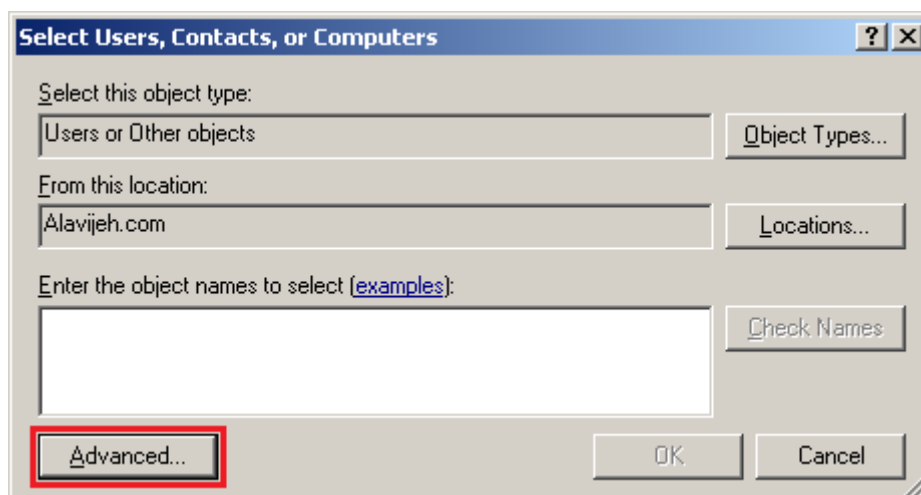 Select Users, Contacts, or Computers
Select this object type:
Users or Other objects
Object Types...
From this location:
Alavijeh.com
Locations...
Enter the object names to select (examples):
Check Names
Advanced...
OK
Cancel